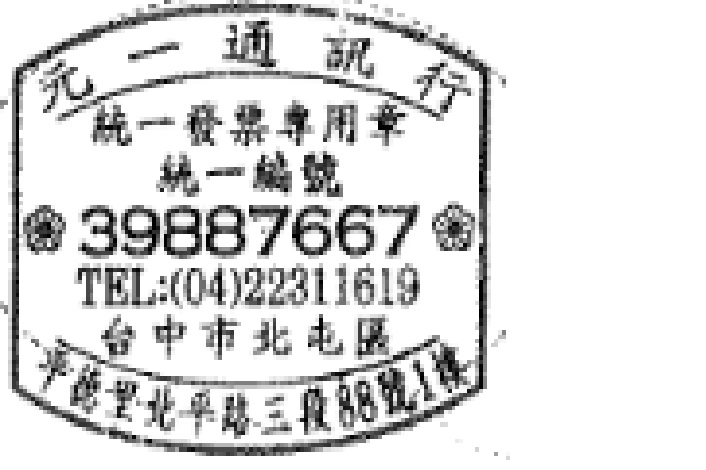 元一通訊行
統一發票專用章
統一編號
39887667
TEL:(04)22311619
台中市北屯區
平德里北平路三段88號1樓